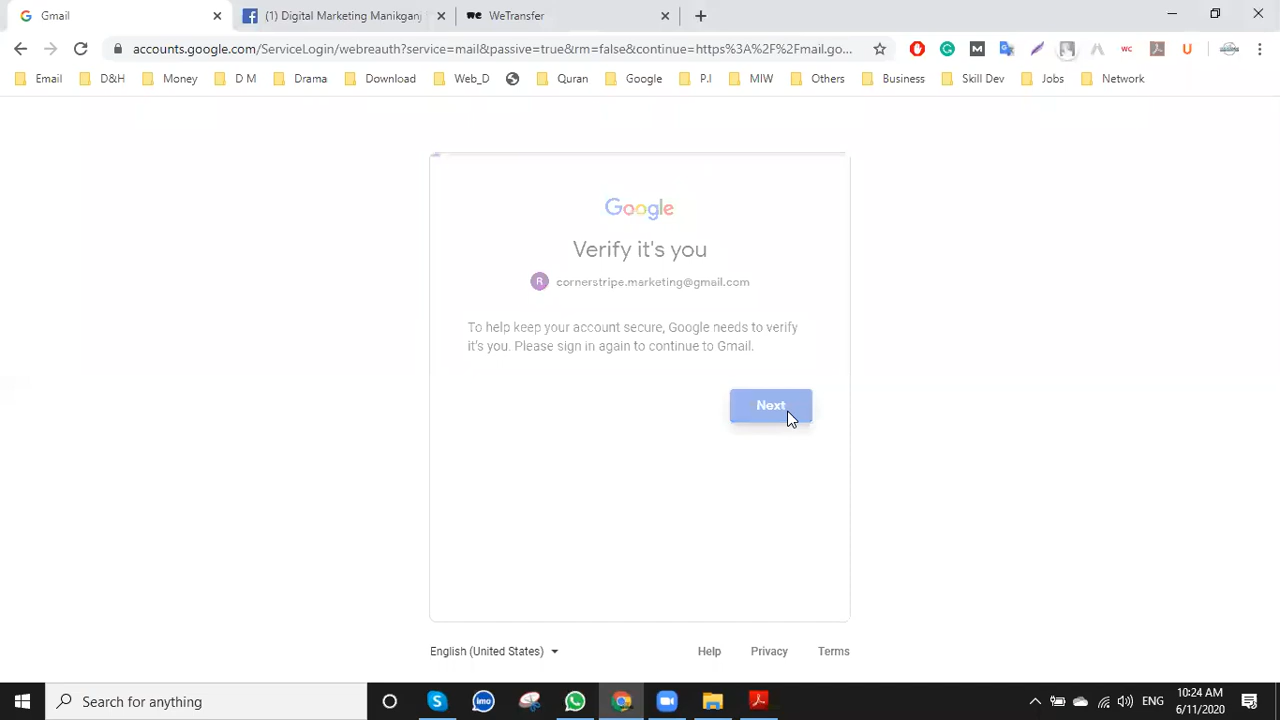 Gmail
(1) Digital Marketing Manikganj
WeTransfer
accounts.google.com/ServiceLogin/webreauth?service=mail&passive=true&rm=false&continue=https%3A%2F%2Fmail.go...
Email
D&H
Money
D M
Drama
Download
Web_D
Quran
Google
P.I
MIW
Others
Business
Skill Dev
Jobs
Network
Google
Verify it's you
R
cornerstripe.marketing@gmail.com
To help keep your account secure, Google needs to verify
it's you. Please sign in again to continue to Gmail.
Next
English (United States)
Help
Privacy
Terms
Search for anything
ENG
10:24 AM
6/11/2020